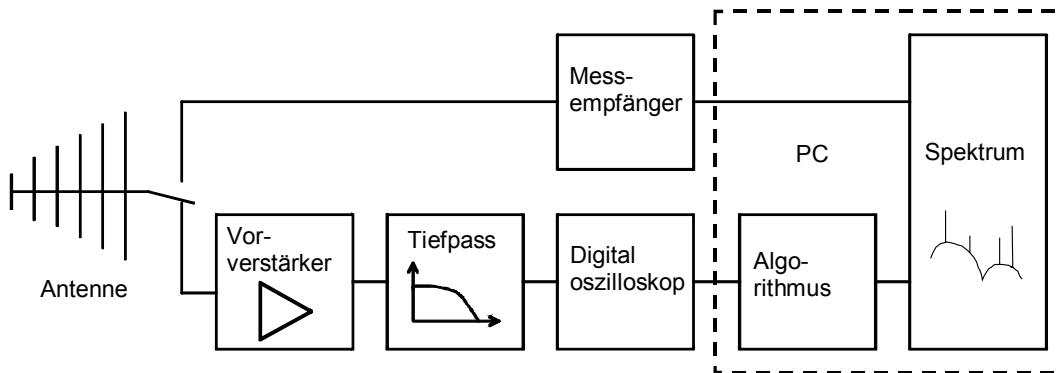 Mess-
empfänger
PC
Spektrum
Antenne
Vor-
verstärker
Tiefpass
Digital
oszilloskop
Algo-
rithmus